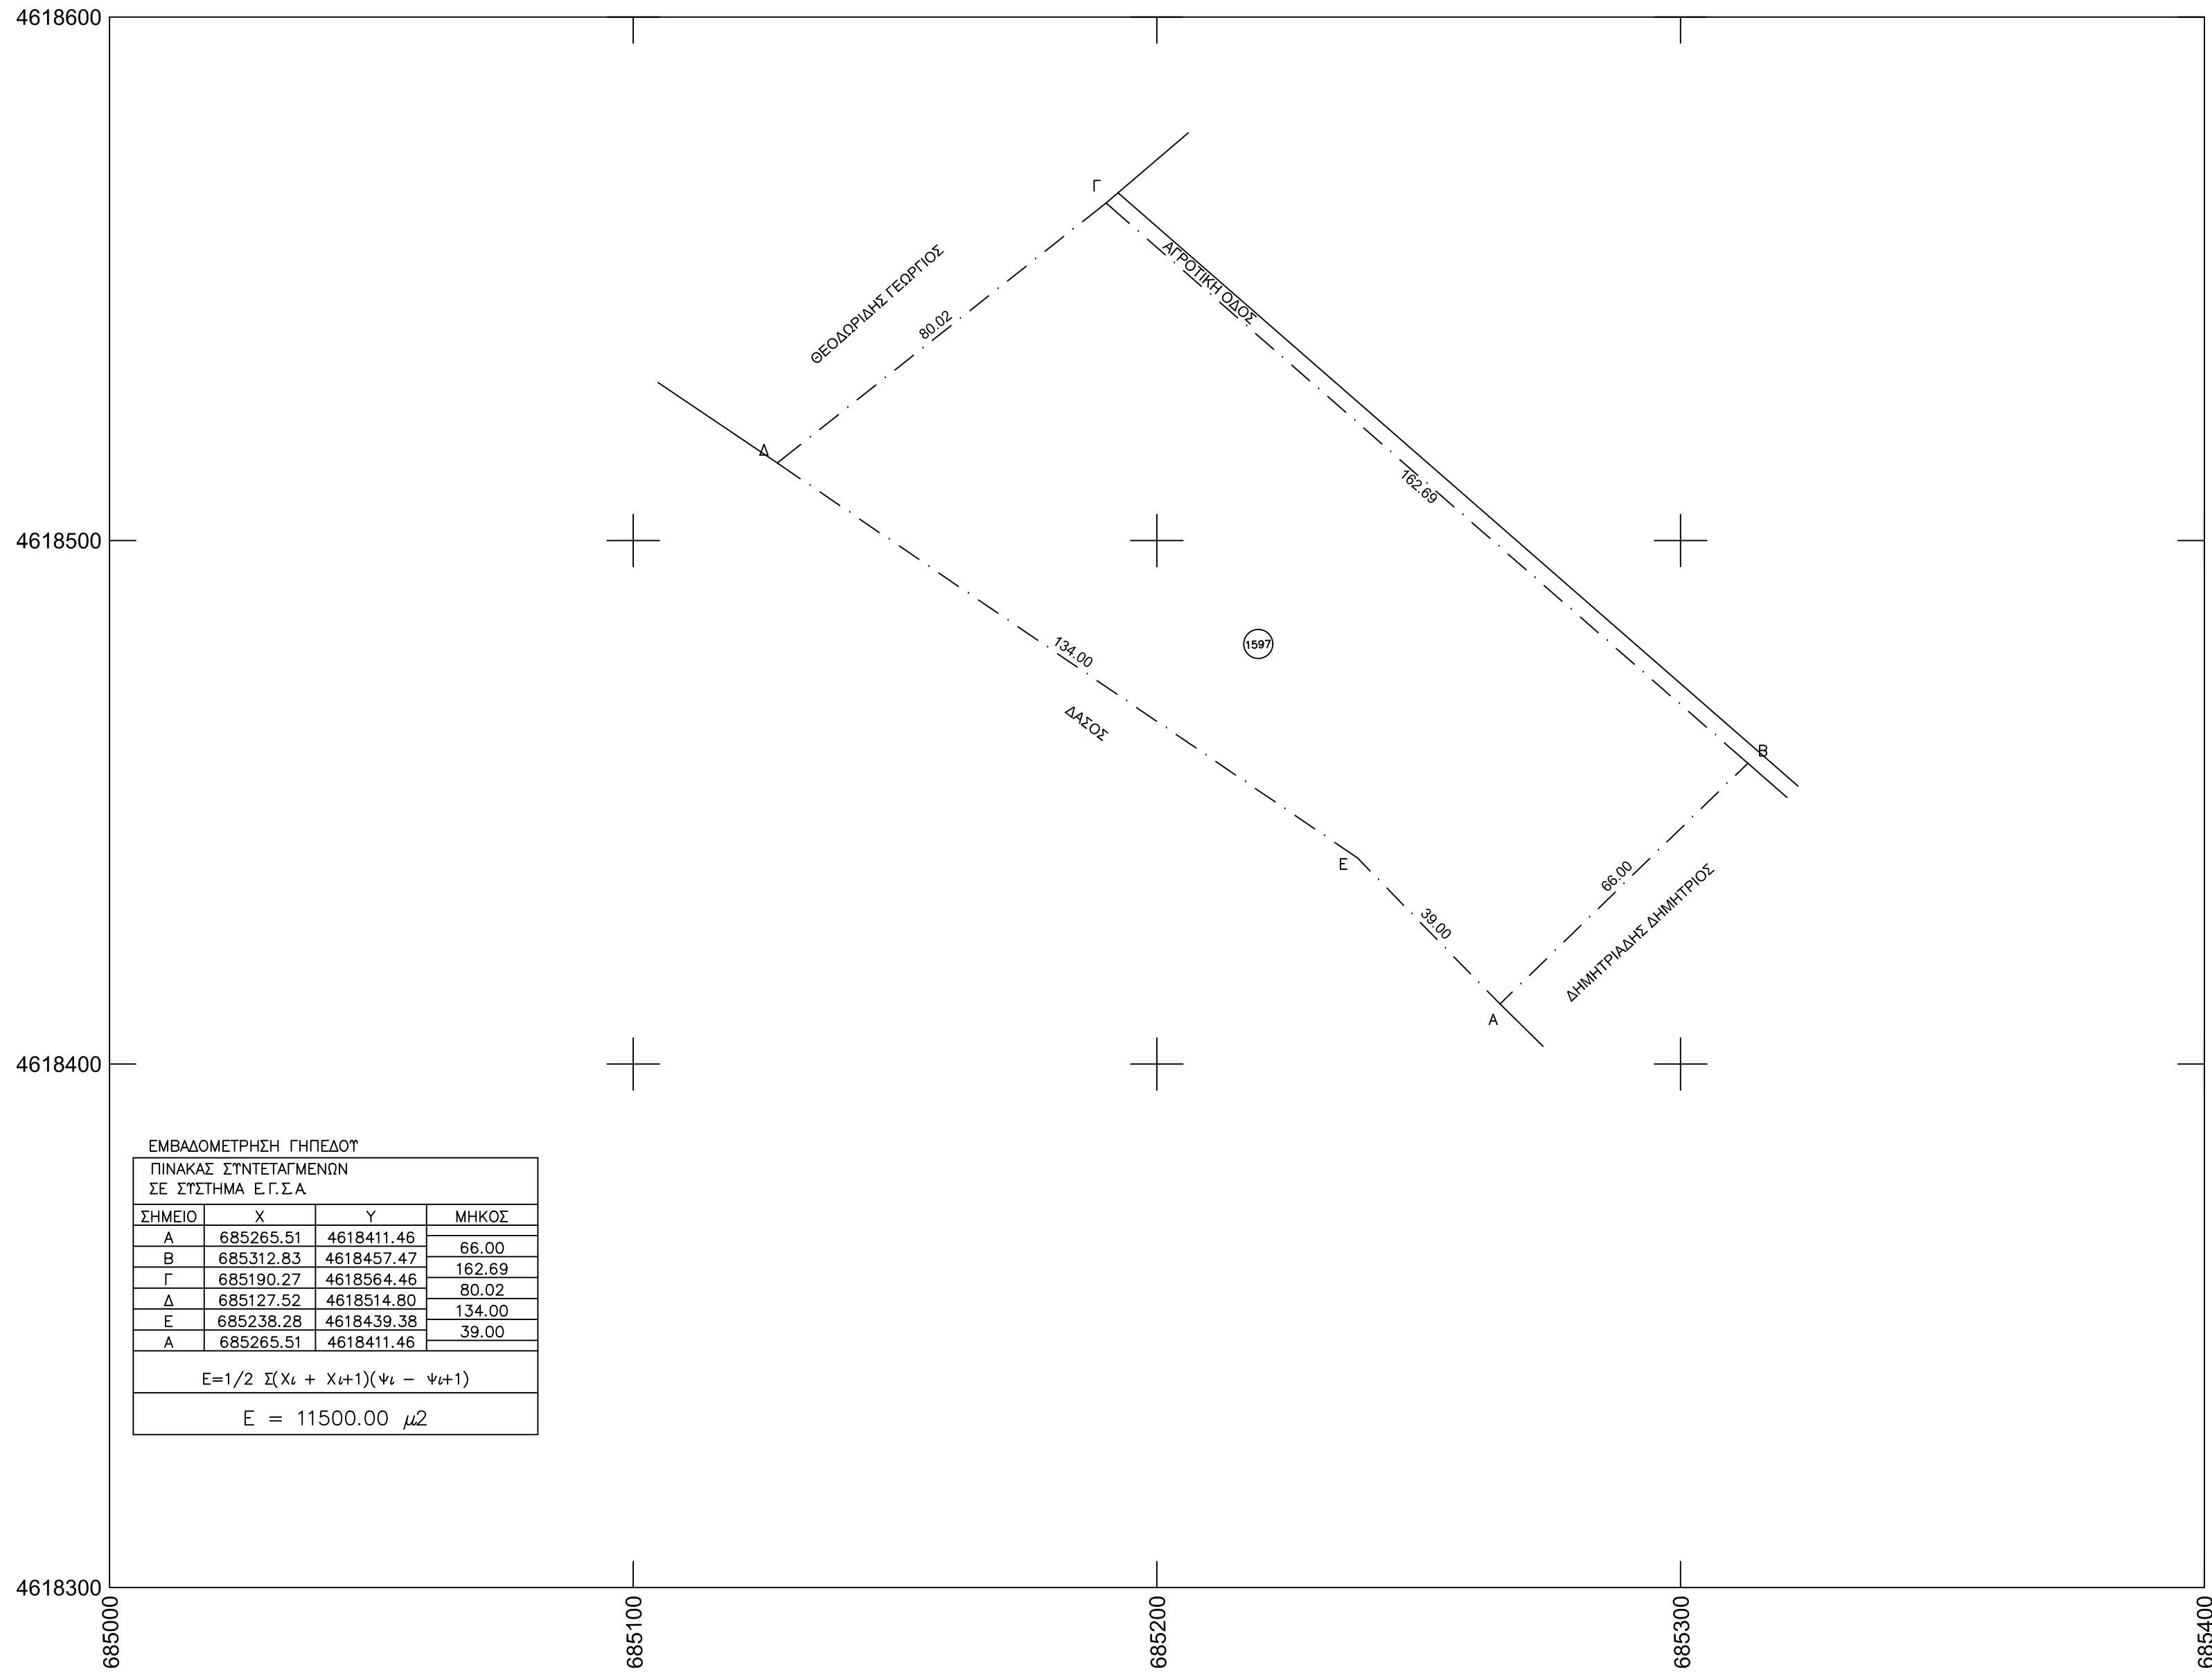 4618600
Γ
ΘΕΟΔΩΡΙΔΗΣ ΓΕΩΡΓΙΟΣ
80.02
ΑΓΡΟΤΙΚΗ ΟΔΟΣ
Δ
162.69
4618500
1597
134.00
ΔΑΣΟΣ
Β
Ε
66.00
39.00
ΔΗΜΗΤΡΙΑΔΗΣ ΔΗΜΗΤΡΙΟΣ
Α
4618400
ΕΜΒΑΔΟΜΕΤΡΗΣΗ ΓΗΠΕΔΟΥ
ΠΙΝΑΚΑΣ ΣΥΝΤΕΤΑΓΜΕΝΩΝ
ΣΕ ΣΥΣΤΗΜΑ Ε.Γ.Σ.Α.
ΣΗΜΕΙΟ Χ Υ ΜΗΚΟΣ
Α 685265.51 4618411.46
66.00
Β 685312.83 4618457.47
162.69
Γ 685190.27 4618564.46
80.02
Δ 685127.52 4618514.80
134.00
Ε 685238.28 4618439.38
39.00
Α 685265.51 4618411.46
Ε=1/2 Σ(Χι + Χι+1)(Ψι − Ψι+1)
Ε = 11500.00 μ2
4618300
685000
685100
685200
685300
685400